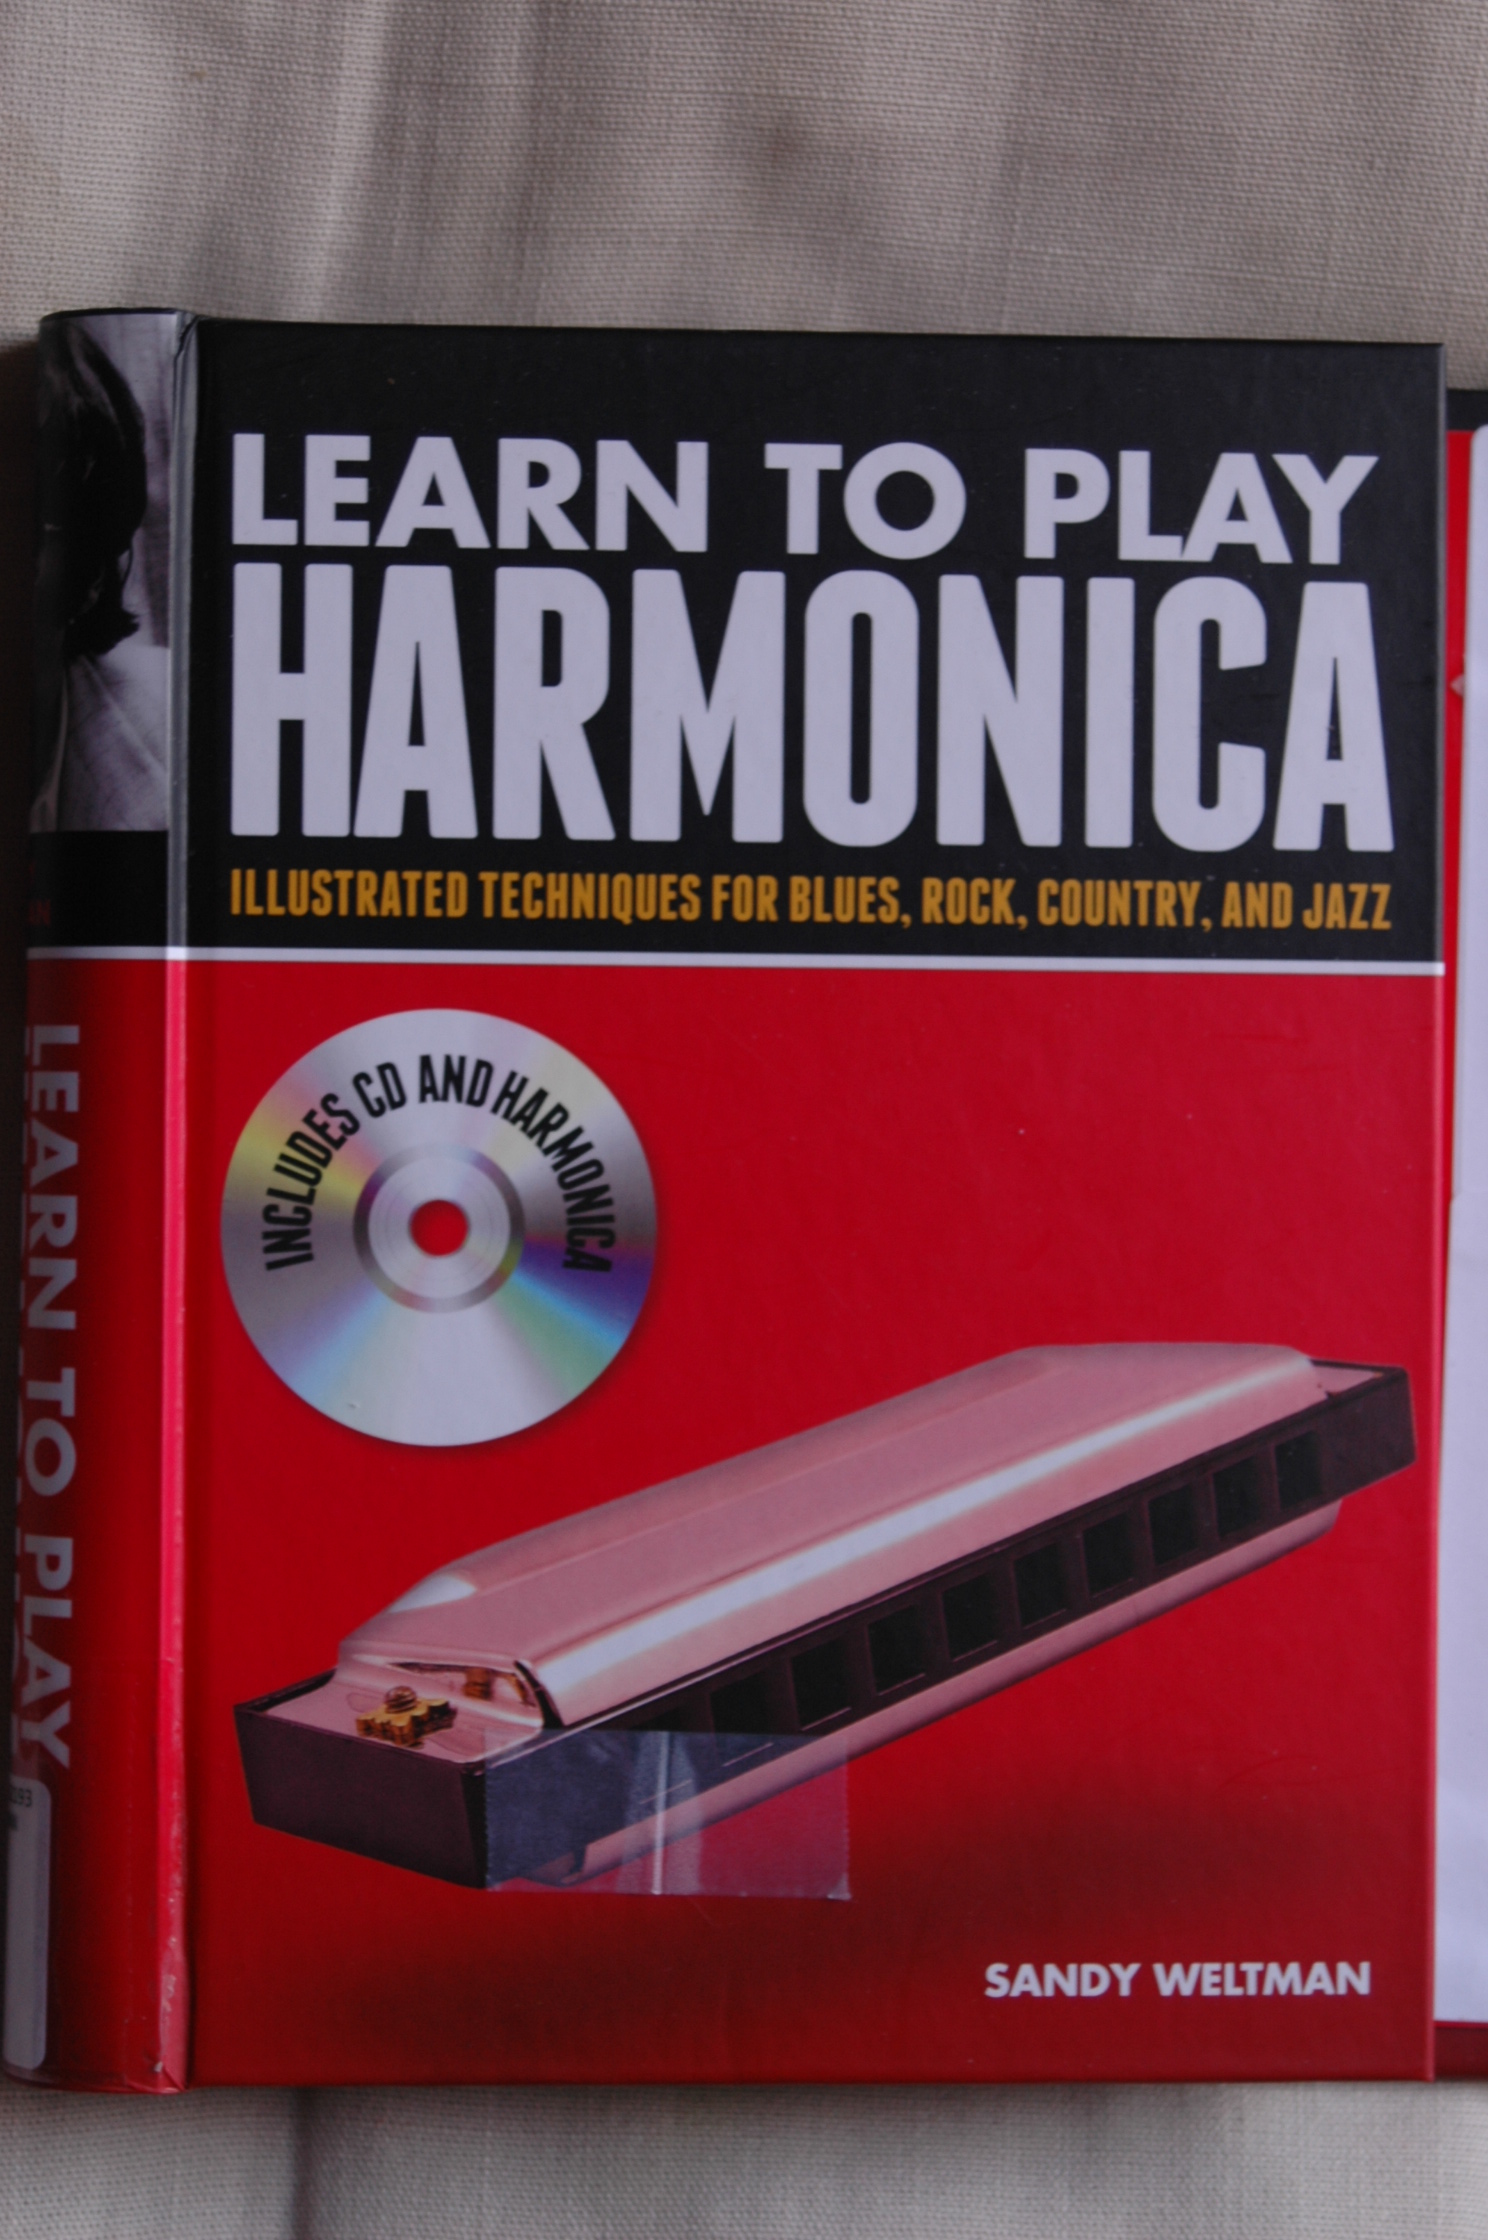 LEARN TO PLAY
HARMONICA
ILLUSTRATED TECHNIQUES FOR BLUES, ROCK, COUNTRY, AND JAZZ
INCLUDES CD AND HARMONICA
SANDY WELTMAN
LEARN TO PLAY